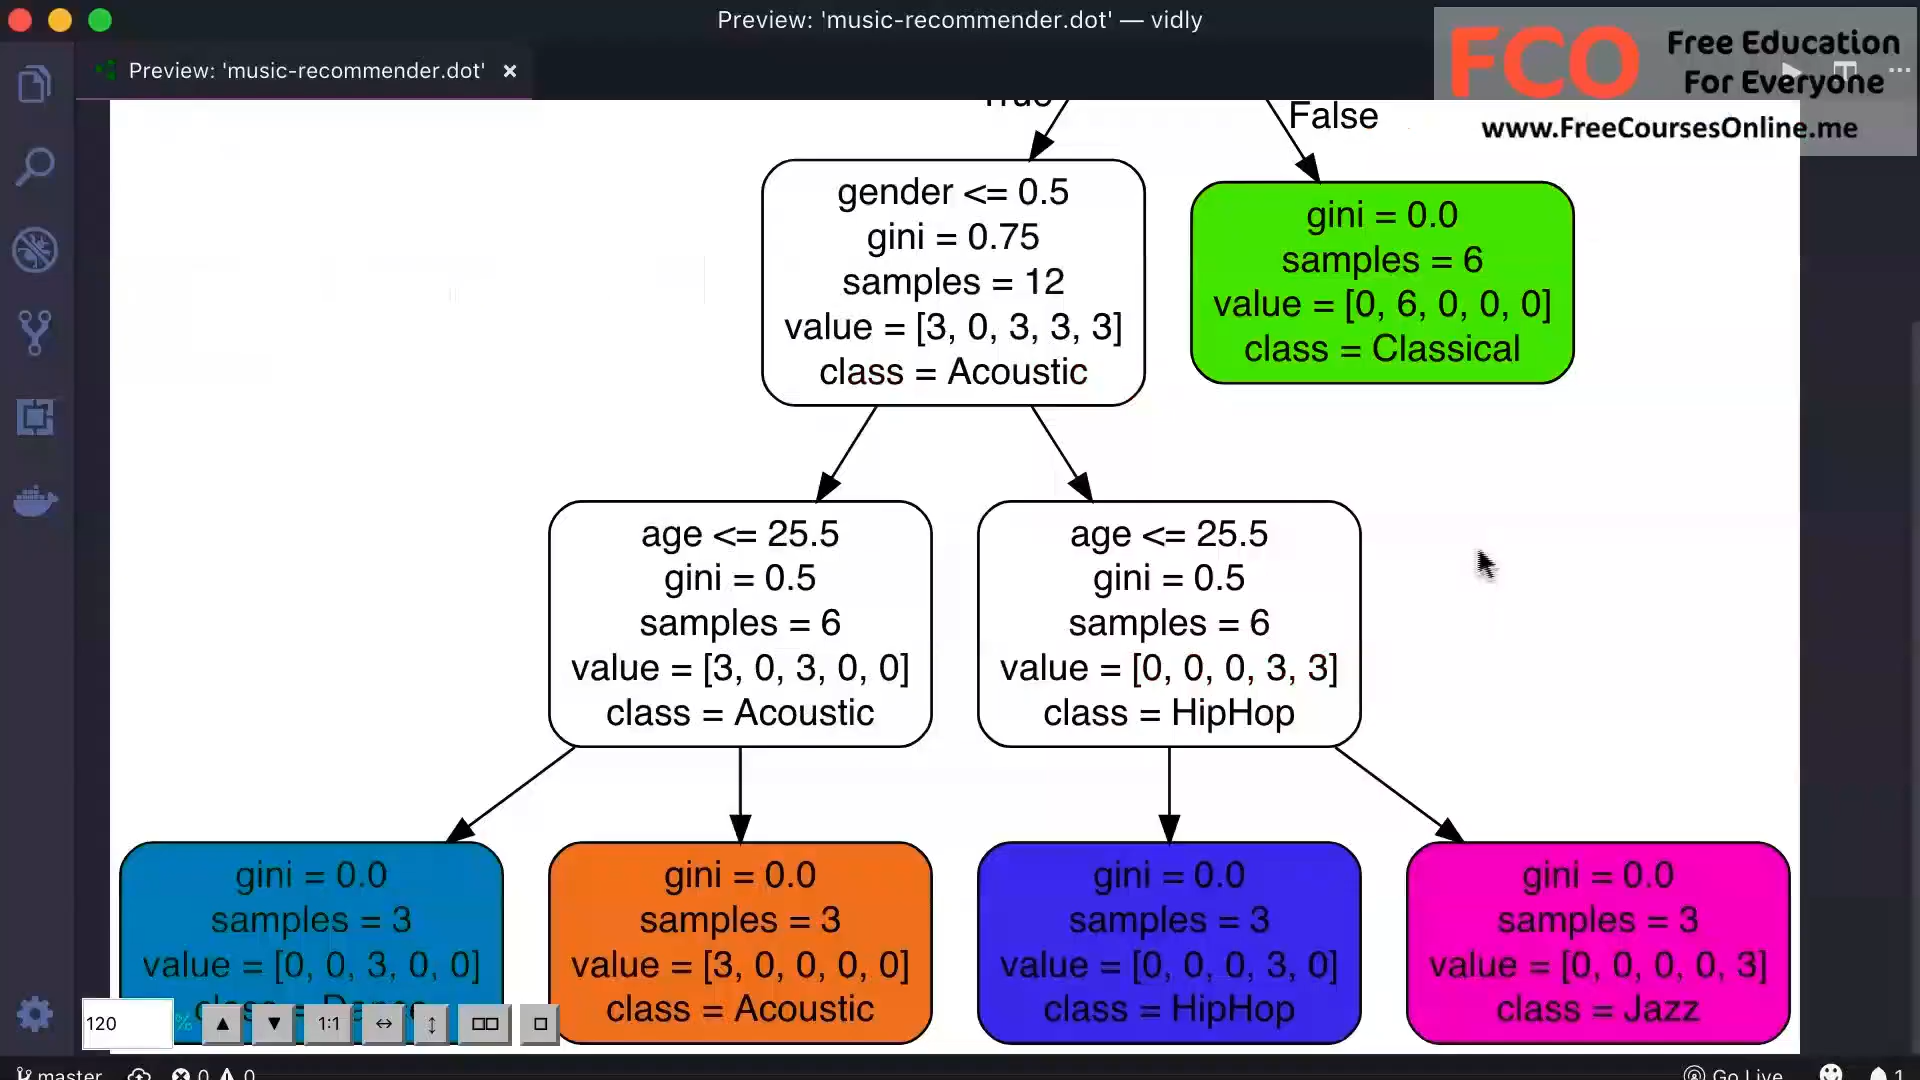 Preview: 'music-recommender.dot' — vidly
Preview: 'music-recommender.dot' ×
FCO
Free Education
For Everyone
www.FreeCoursesOnline.me
True
False
gender <= 0.5
gini = 0.75
samples = 12
value = [3, 0, 3, 3, 3]
class = Acoustic
gini = 0.0
samples = 6
value = [0, 6, 0, 0, 0]
class = Classical
age <= 25.5
gini = 0.5
samples = 6
value = [3, 0, 3, 0, 0]
class = Acoustic
age <= 25.5
gini = 0.5
samples = 6
value = [0, 0, 0, 3, 3]
class = HipHop
gini = 0.0
samples = 3
value = [0, 0, 3, 0, 0]
class = Dance
gini = 0.0
samples = 3
value = [3, 0, 0, 0, 0]
class = Acoustic
gini = 0.0
samples = 3
value = [0, 0, 0, 3, 0]
class = HipHop
gini = 0.0
samples = 3
value = [0, 0, 0, 0, 3]
class = Jazz
120 % 1:1
master 0 0
Go Live 1